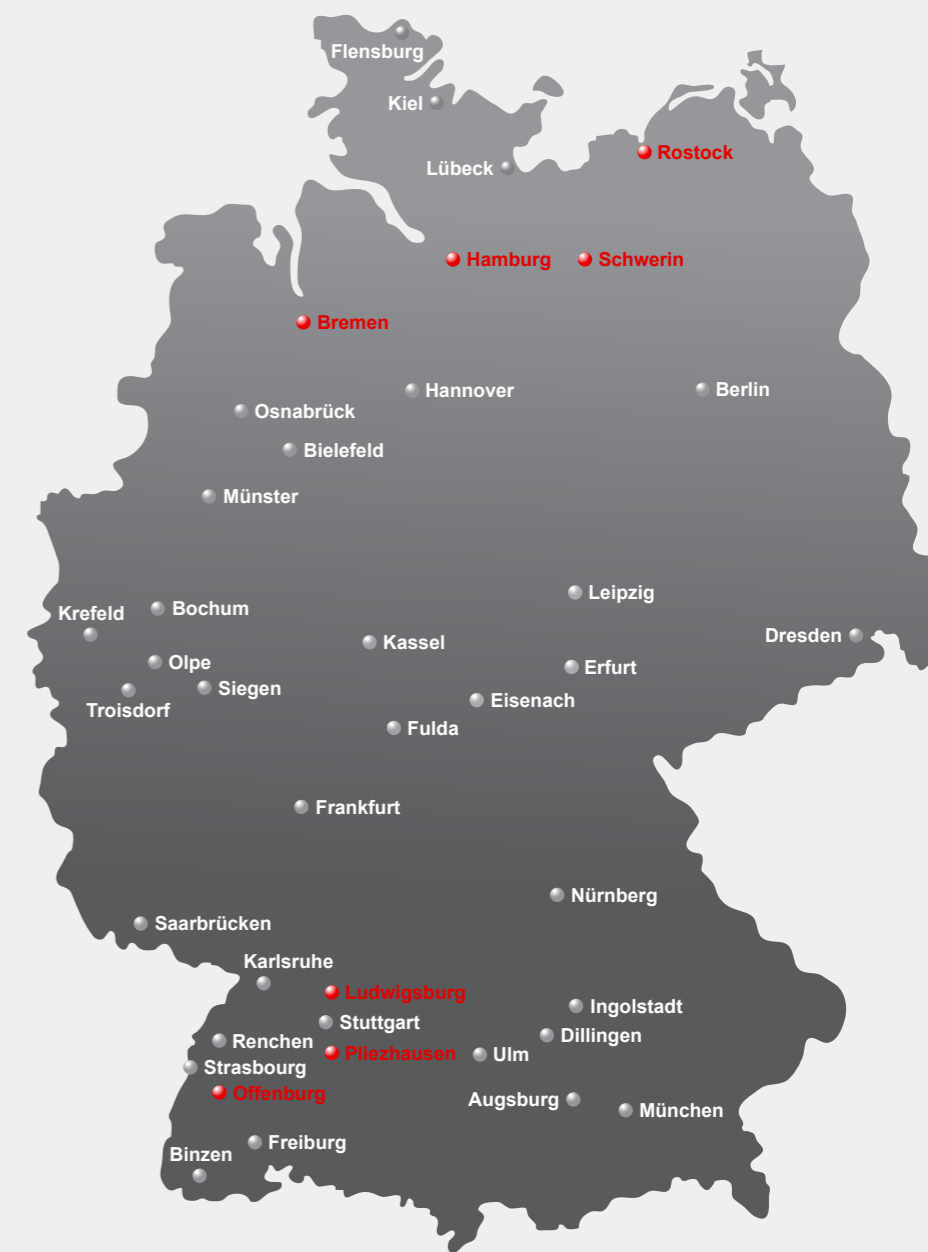 Flensburg
Kiel
Rostock
Lübeck
Hamburg
Schwerin
Bremen
Hannover
Berlin
Osnabrück
Bielefeld
Münster
Leipzig
Bochum
Krefeld
Dresden
Kassel
Olpe
Erfurt
Siegen
Eisenach
Troisdorf
Fulda
Frankfurt
Nürnberg
Saarbrücken
Karlsruhe
Ludwigsburg
Ingolstadt
Stuttgart
Dillingen
Renchen
Pliezhausen
Ulm
Strasbourg
Offenburg
Augsburg
München
Freiburg
Binzen